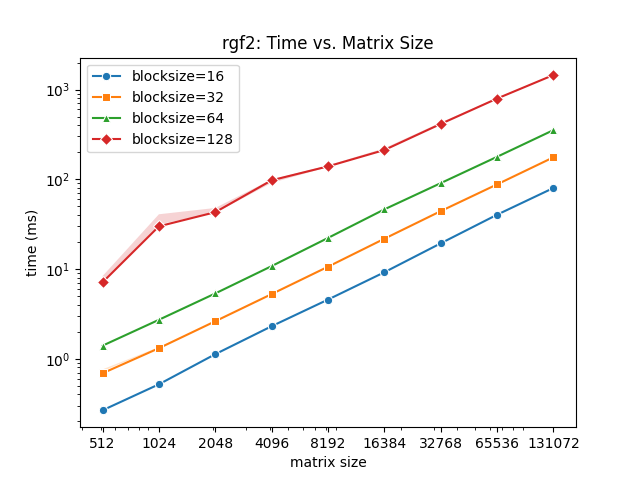 rgf2: Time vs. Matrix Size
blocksize=16
blocksize=32
blocksize=64
blocksize=128
time (ms)
10³
10²
10¹
10⁰
512 1024 2048 4096 8192 16384 32768 65536 131072
matrix size